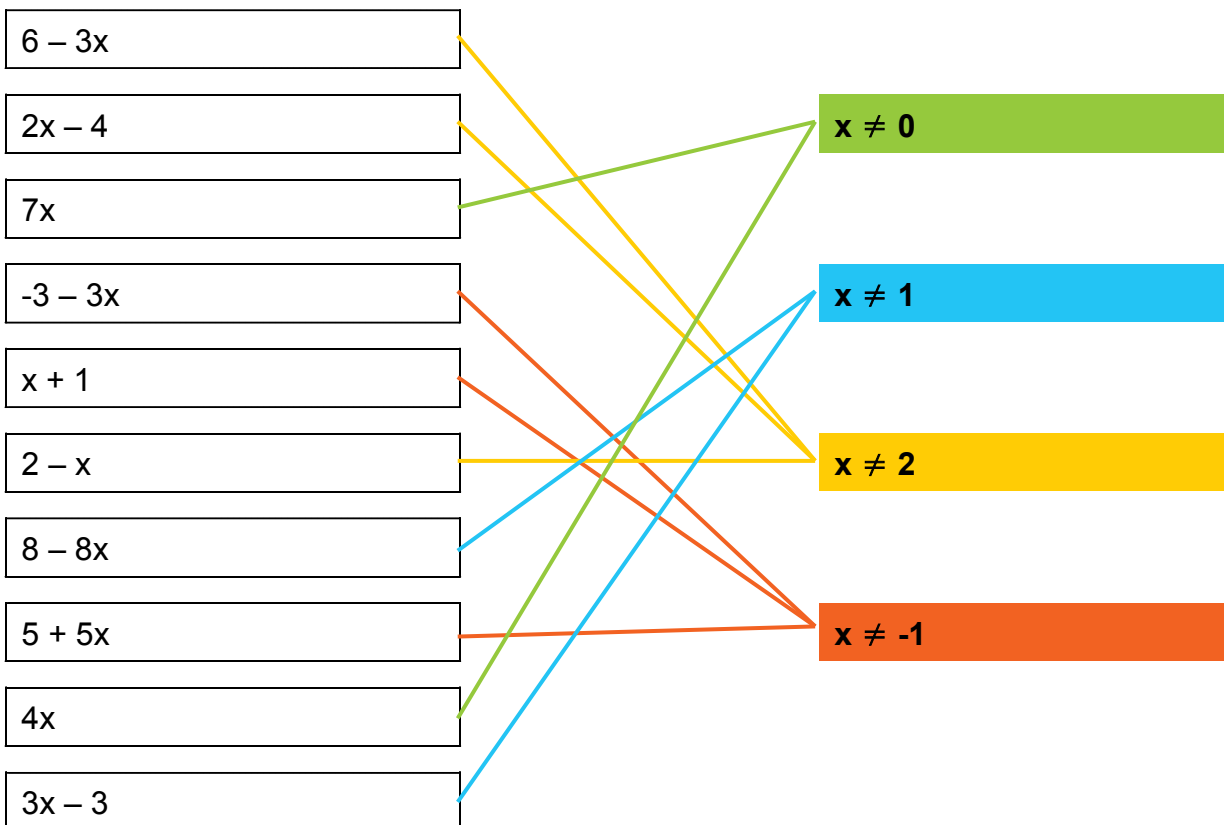 6 – 3x
2x – 4
7x
-3 – 3x
x + 1
2 – x
8 – 8x
5 + 5x
4x
3x – 3
x ≠ 0
x ≠ 1
x ≠ 2
x ≠ -1